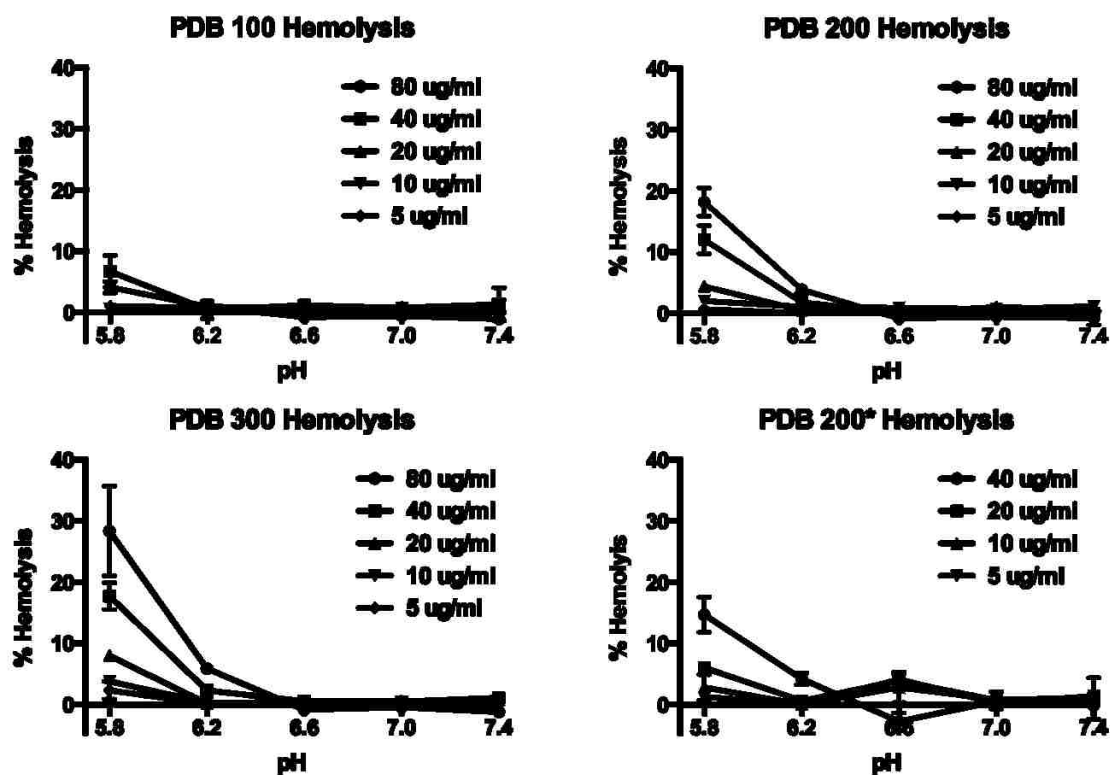 PDB 100 Hemolysis
40
30
20
10
0
% Hemolysis
80 ug/ml
40 ug/ml
20 ug/ml
10 ug/ml
5 ug/ml
5.8 6.2 6.6 7.0 7.4
pH
PDB 200 Hemolysis
40
30
20
10
0
% Hemolysis
80 ug/ml
40 ug/ml
20 ug/ml
10 ug/ml
5 ug/ml
5.8 6.2 6.6 7.0 7.4
pH
PDB 300 Hemolysis
40
30
20
10
0
% Hemolysis
80 ug/ml
40 ug/ml
20 ug/ml
10 ug/ml
5 ug/ml
5.8 6.2 6.6 7.0 7.4
pH
PDB 200* Hemolysis
40
30
20
10
0
% Hemolyis
40 ug/ml
20 ug/ml
10 ug/ml
5 ug/ml
5.8 6.2 6.6 7.0 7.4
pH